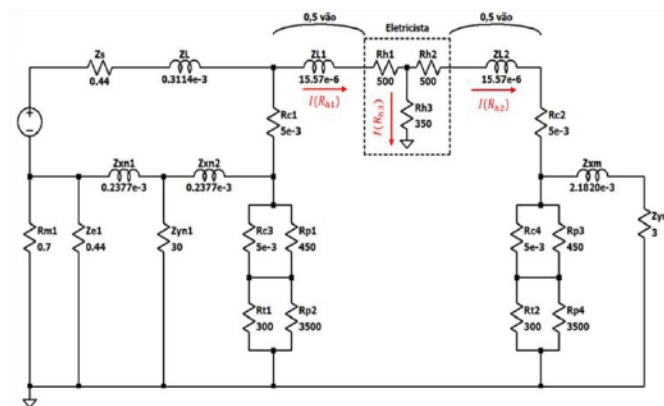 0,5 vão
Eletricista
0,5 vão
Zs
0.44
ZL
0.3114e-3
ZL1
15.57e-6
I(Rh1)
Rh1
500
Rh2
500
ZL2
15.57e-6
I(Rh2)
I(Rh3)
Rh3
350
Rc1
5e-3
Rc2
5e-3
Zxn1
0.2377e-3
Zxn2
0.2377e-3
Zxm
2.1820e-3
Rm1
0.7
Ze1
0.44
Zyn1
30
Rc3
5e-3
Rp1
450
Rc4
5e-3
Rp3
450
3
Rt1
300
Rp2
3500
Rt2
300
Rp4
3500